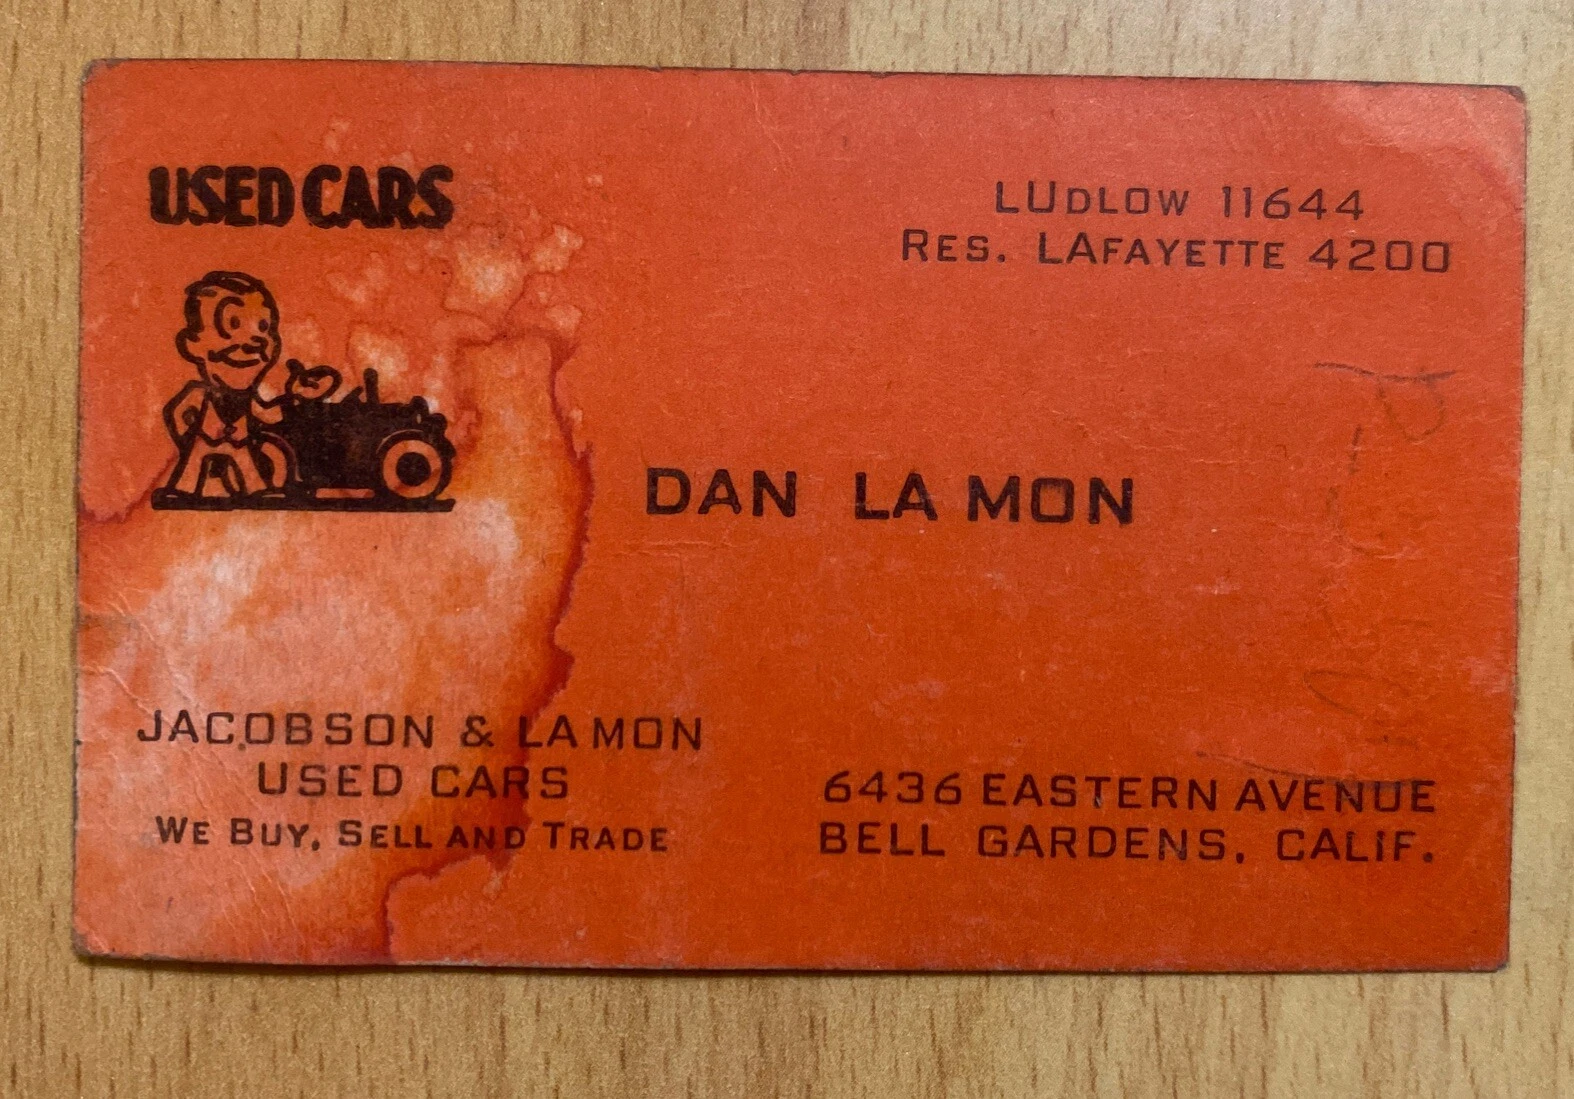 USED CARS
LUDLOW 11644
RES. LAFAYETTE 4200
DAN LA MON
JACOBSON & LA MON
USED CARS
WE BUY, SELL AND TRADE
6436 EASTERN AVENUE
BELL GARDENS, CALIF.